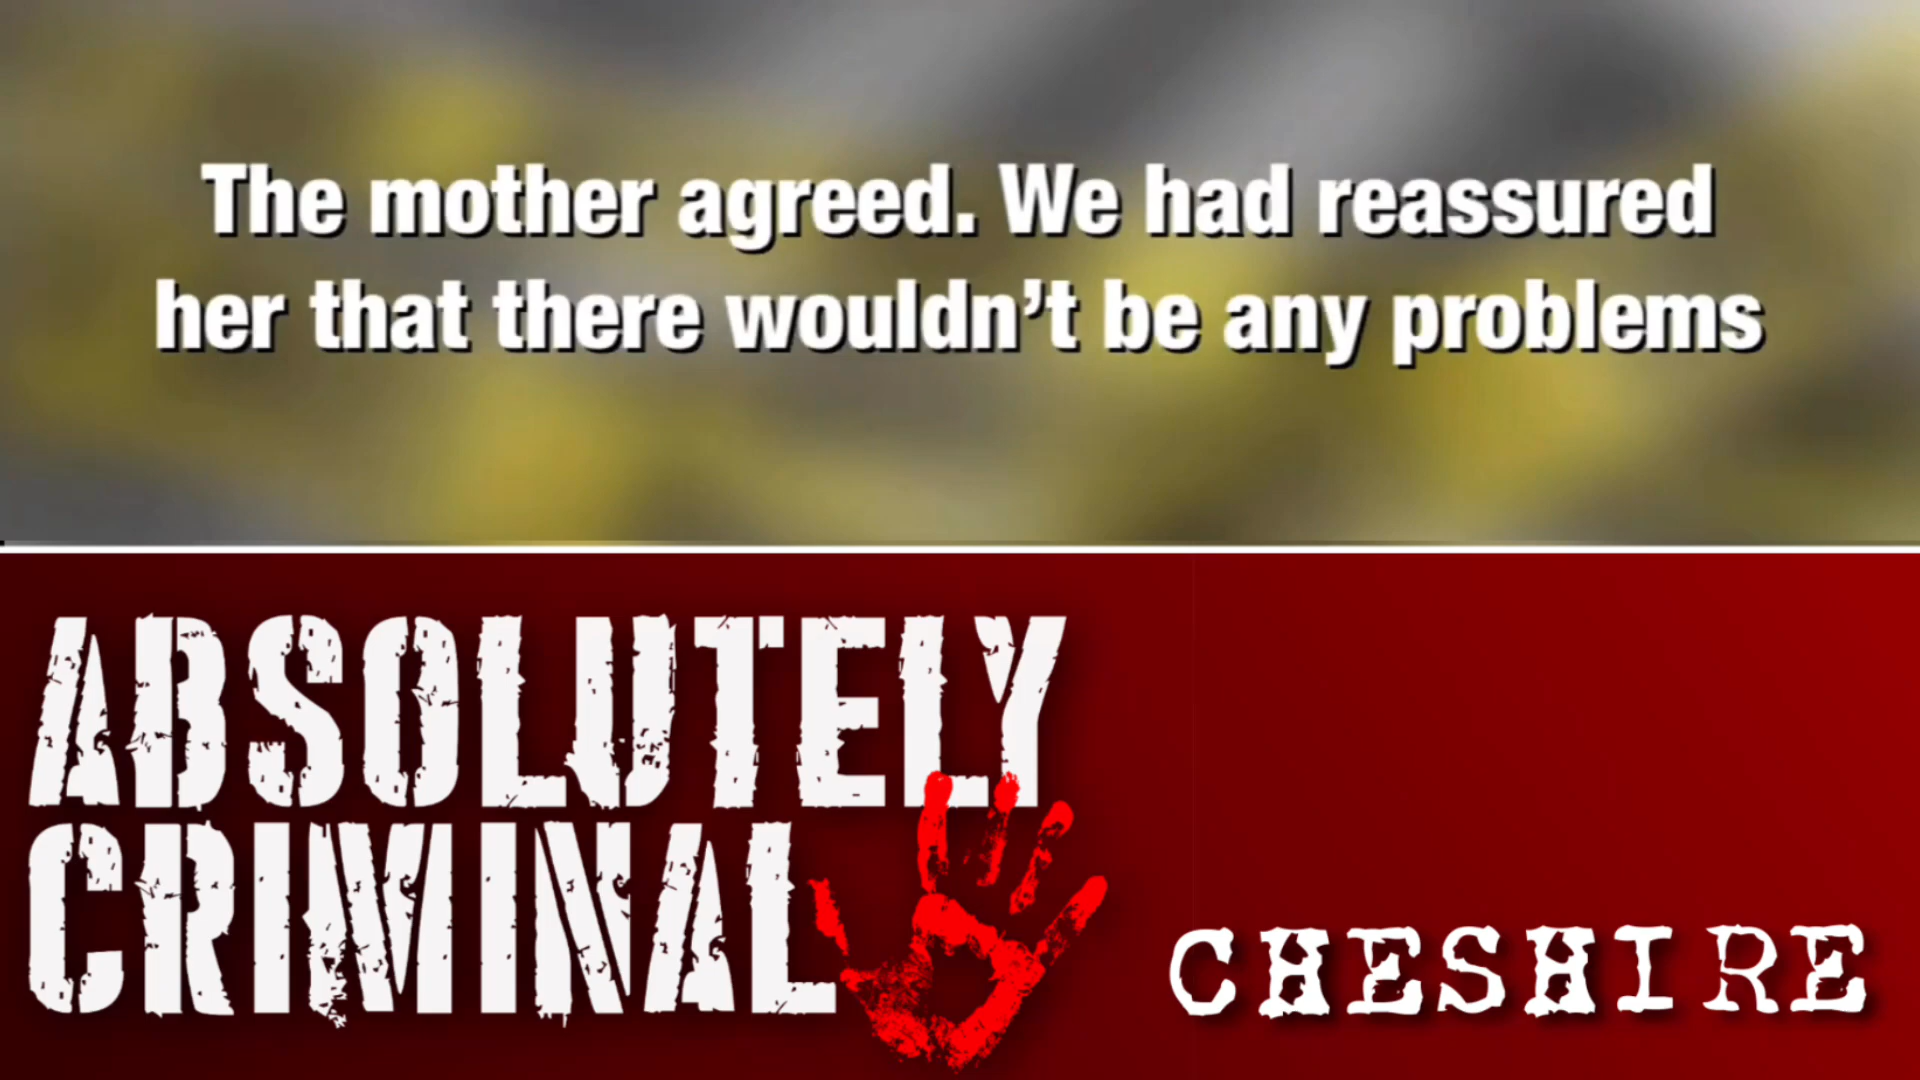 The mother agreed. We had reassured
her that there wouldn’t be any problems
ABSOLUTELY
CRIMINAL
CHESHIRE